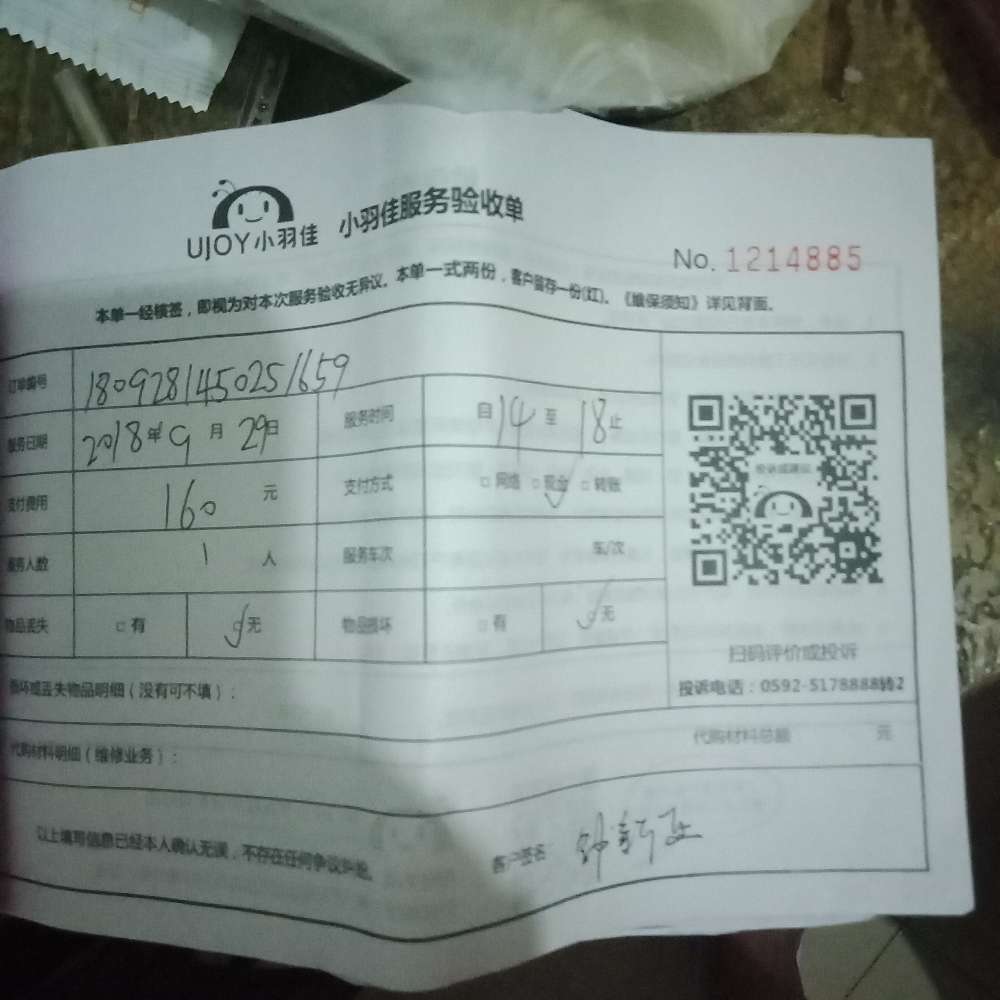 UJOY小羽佳 小羽佳服务验收单
No. 1214885
本单一经核签，即视为对本次服务验收无异议。本单一式两份，客户留存一份(红)。《维保须知》详见背面。
订单编号 1809281450251659
服务日期 2018年9月29日 服务时间 自14至18止
支付费用 160元 支付方式 □网络 □现金 □转账
服务人数 1人 服务车次 车/次
物品丢失 □有 □无 物品损坏 □有 □无
扫码评价或投诉
投诉电话：0592-5178888转2
损坏或丢失物品明细（没有可不填）：
代购材料明细（维修业务）： 代购材料总额 元
以上填写信息已经本人确认无误，不存在任何争议纠纷。 客户签名：